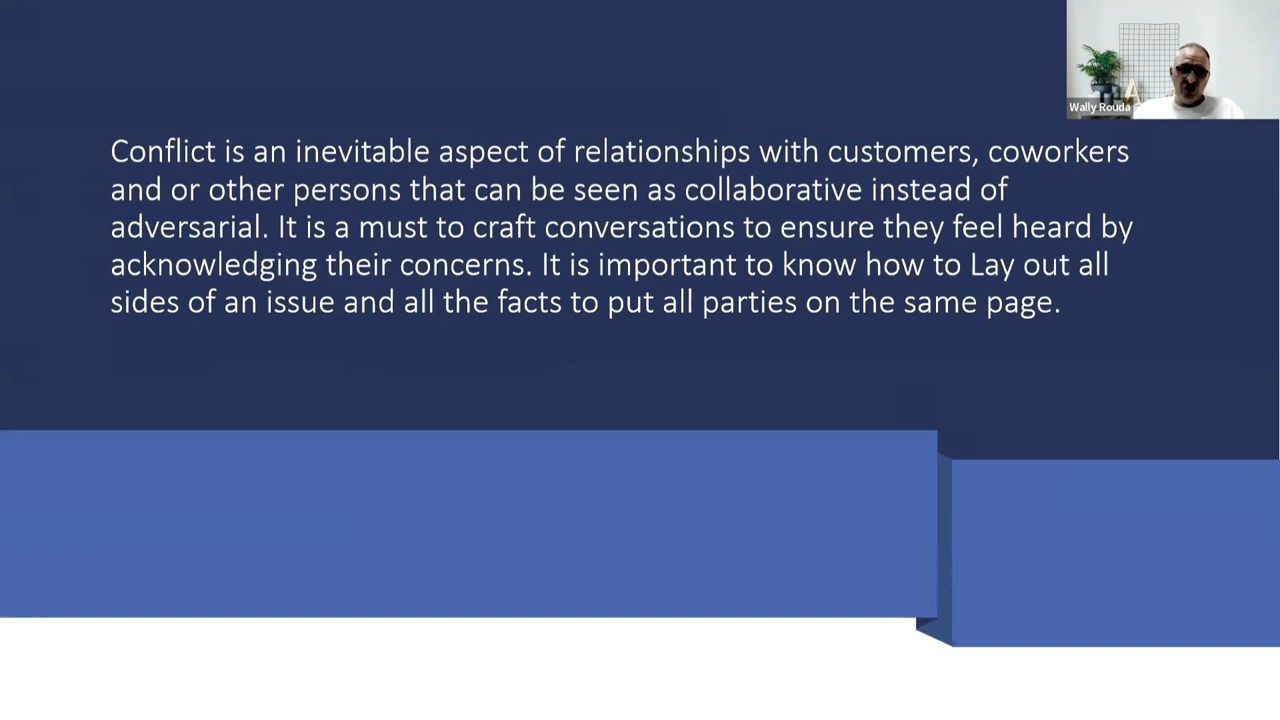 Wally Rouda
Conflict is an inevitable aspect of relationships with customers, coworkers
and or other persons that can be seen as collaborative instead of
adversarial. It is a must to craft conversations to ensure they feel heard by
acknowledging their concerns. It is important to know how to Lay out all
sides of an issue and all the facts to put all parties on the same page.